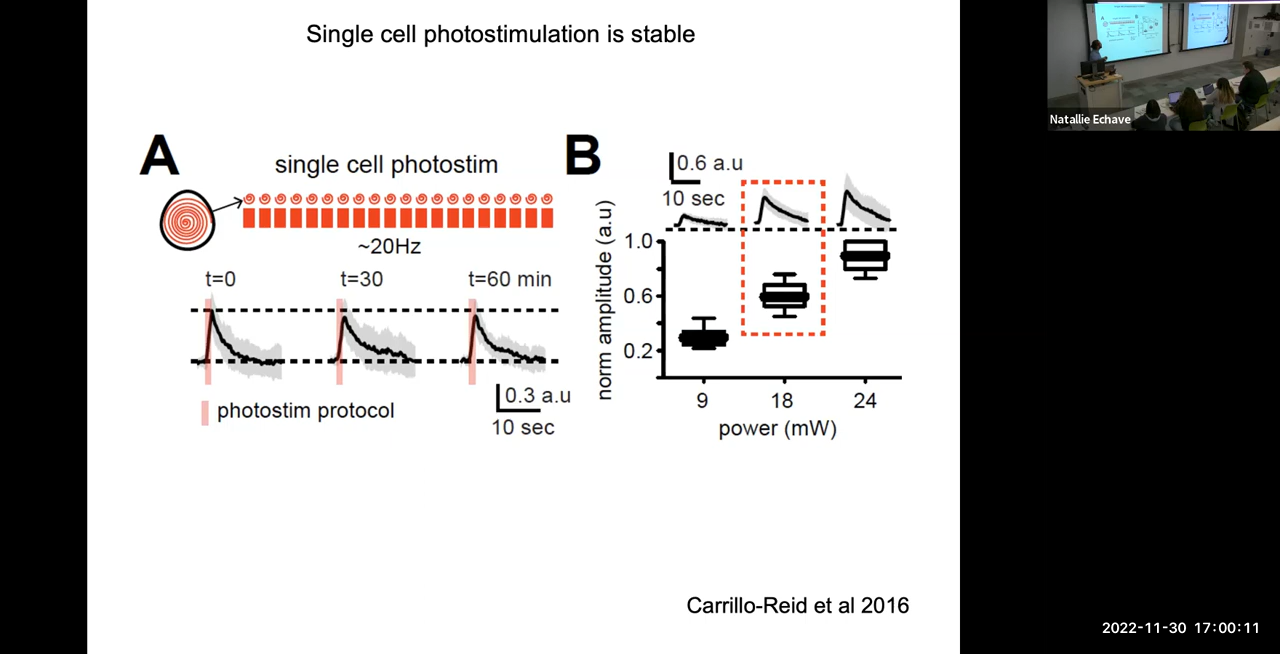 Single cell photostimulation is stable
A
single cell photostim
~20Hz
t=0
t=30
t=60 min
0.3 a.u
10 sec
photostim protocol
B
0.6 a.u
10 sec
norm amplitude (a.u)
1.0
0.6
0.2
9
18
24
power (mW)
Carrillo-Reid et al 2016
Natallie Echave
2022-11-30 17:00:11